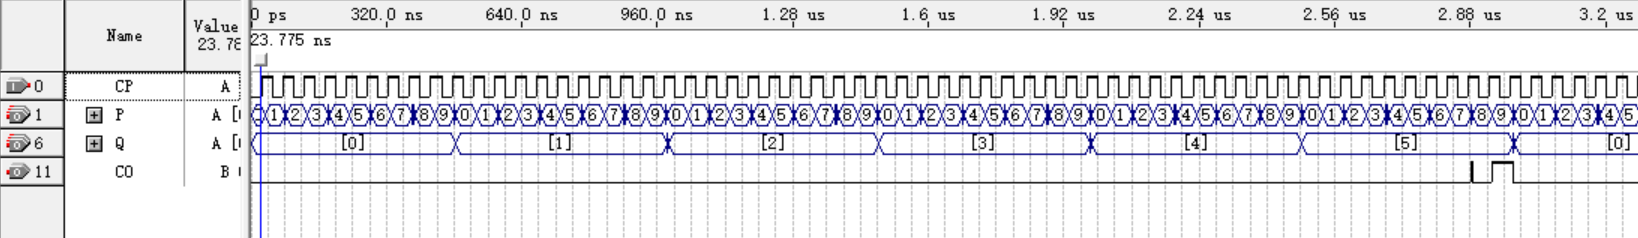 0 ps 320.0 ns 640.0 ns 960.0 ns 1.28 us 1.6 us 1.92 us 2.24 us 2.56 us 2.88 us 3.2 us
Name
Value
23.78
23.775 ns
0 CP A
1 P A [ 1 2 3 4 5 6 7 8 9 0 1 2 3 4 5 6 7 8 9 0 1 2 3 4 5 6 7 8 9 0 1 2 3 4 5 6 7 8 9 0 1 2 3 4 5 6 7 8 9 0 1 2 3 4 5 6 7 8 9 0 1 2 3 4 5
6 Q A [ [0] [1] [2] [3] [4] [5] [0]
11 CO B